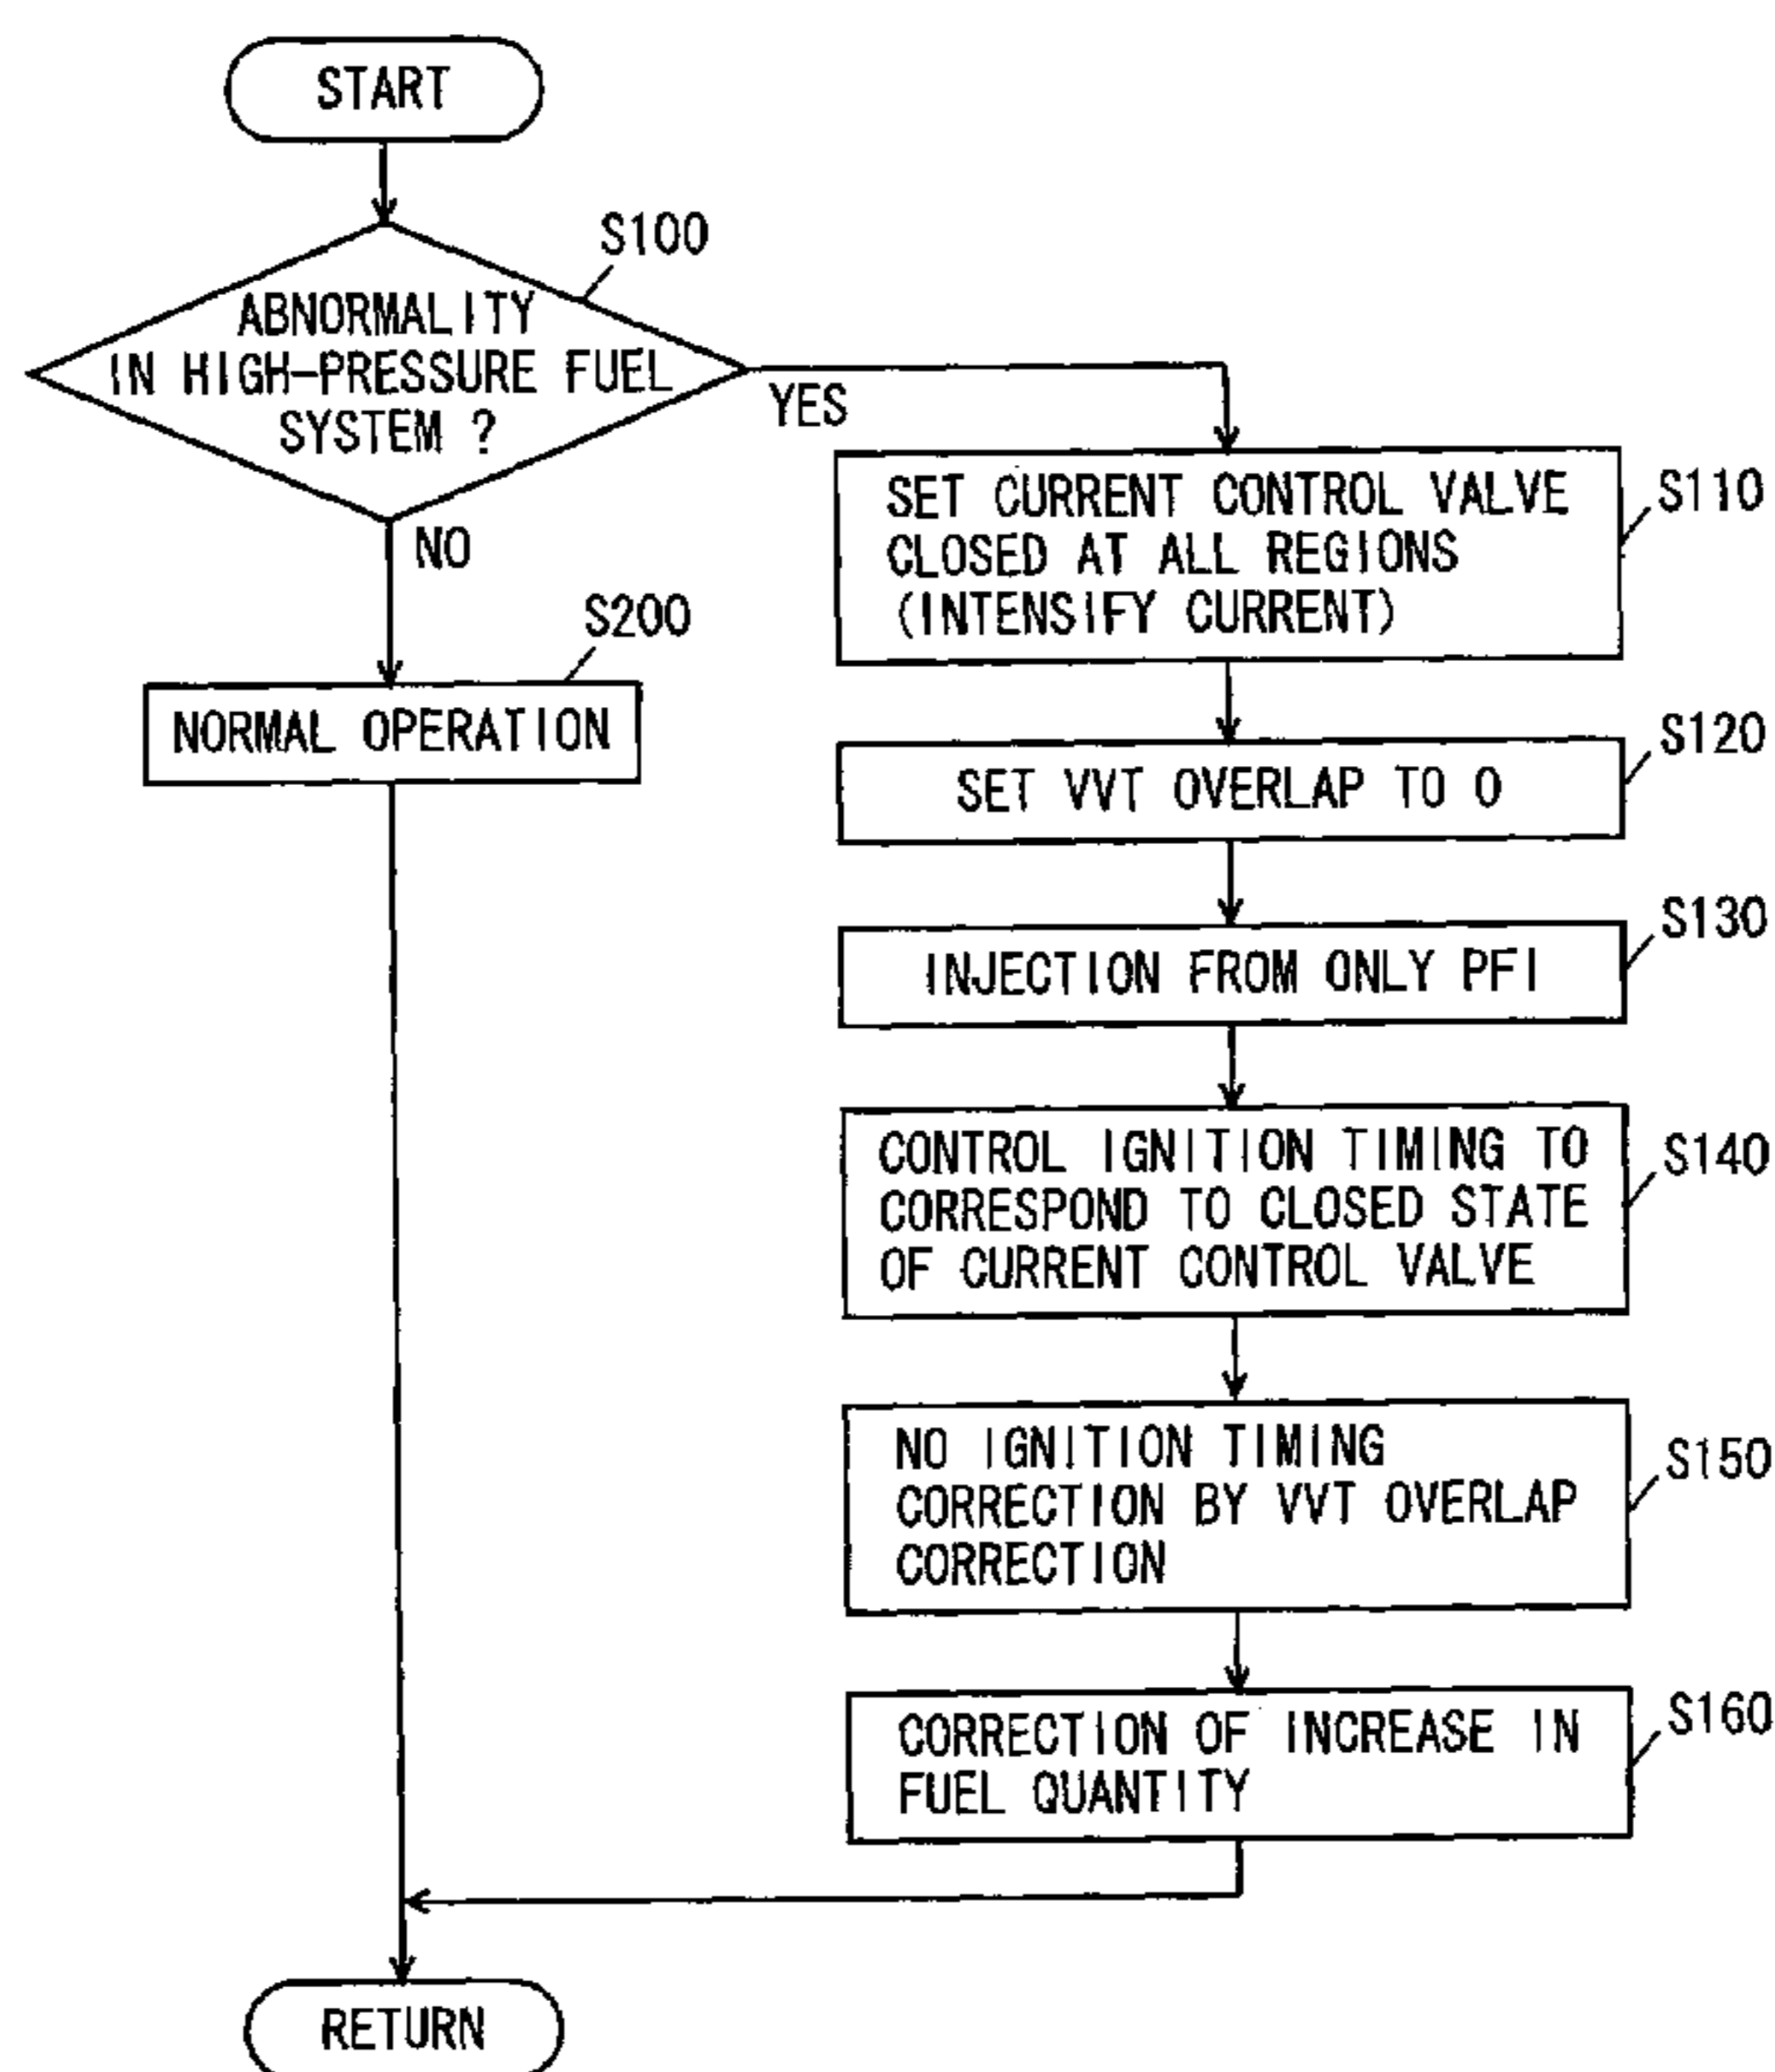 START
S100
ABNORMALITY
IN HIGH-PRESSURE FUEL
SYSTEM ?
YES
NO
S110
SET CURRENT CONTROL VALVE
CLOSED AT ALL REGIONS
(INTENSIFY CURRENT)
S200
NORMAL OPERATION
S120
SET VVT OVERLAP TO 0
S130
INJECTION FROM ONLY PFI
S140
CONTROL IGNITION TIMING TO
CORRESPOND TO CLOSED STATE
OF CURRENT CONTROL VALVE
S150
NO IGNITION TIMING
CORRECTION BY VVT OVERLAP
CORRECTION
S160
CORRECTION OF INCREASE IN
FUEL QUANTITY
RETURN